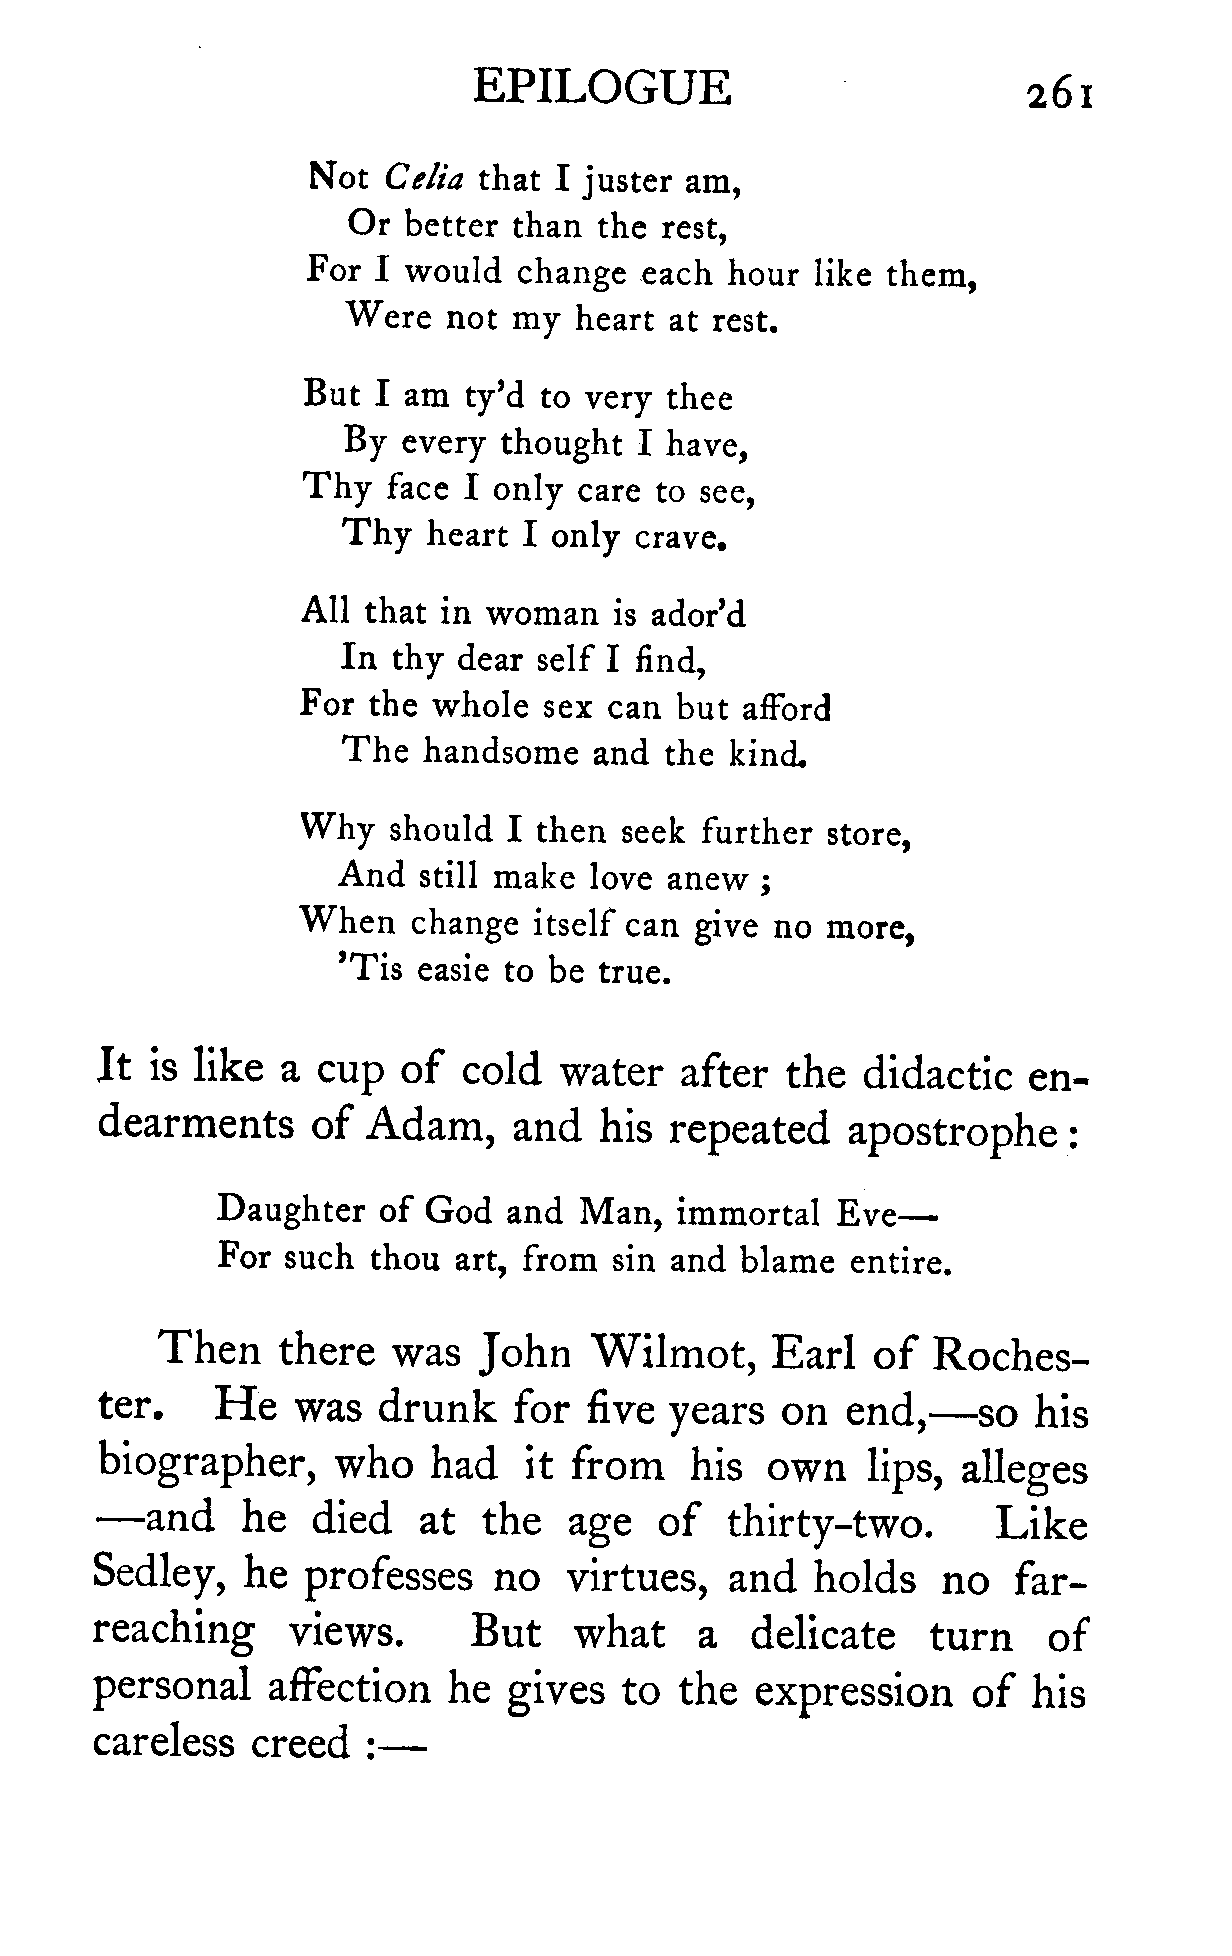 EPILOGUE 261
Not Celia that I juster am,
Or better than the rest,
For I would change each hour like them,
Were not my heart at rest.
But I am ty'd to very thee
By every thought I have,
Thy face I only care to see,
Thy heart I only crave.
All that in woman is ador'd
In thy dear self I find,
For the whole sex can but afford
The handsome and the kind.
Why should I then seek further store,
And still make love anew ;
When change itself can give no more,
'Tis easie to be true.
It is like a cup of cold water after the didactic en-
dearments of Adam, and his repeated apostrophe :
Daughter of God and Man, immortal Eve—
For such thou art, from sin and blame entire.
Then there was John Wilmot, Earl of Roches-
ter. He was drunk for five years on end,—so his
biographer, who had it from his own lips, alleges
—and he died at the age of thirty-two. Like
Sedley, he professes no virtues, and holds no far-
reaching views. But what a delicate turn of
personal affection he gives to the expression of his
careless creed :—